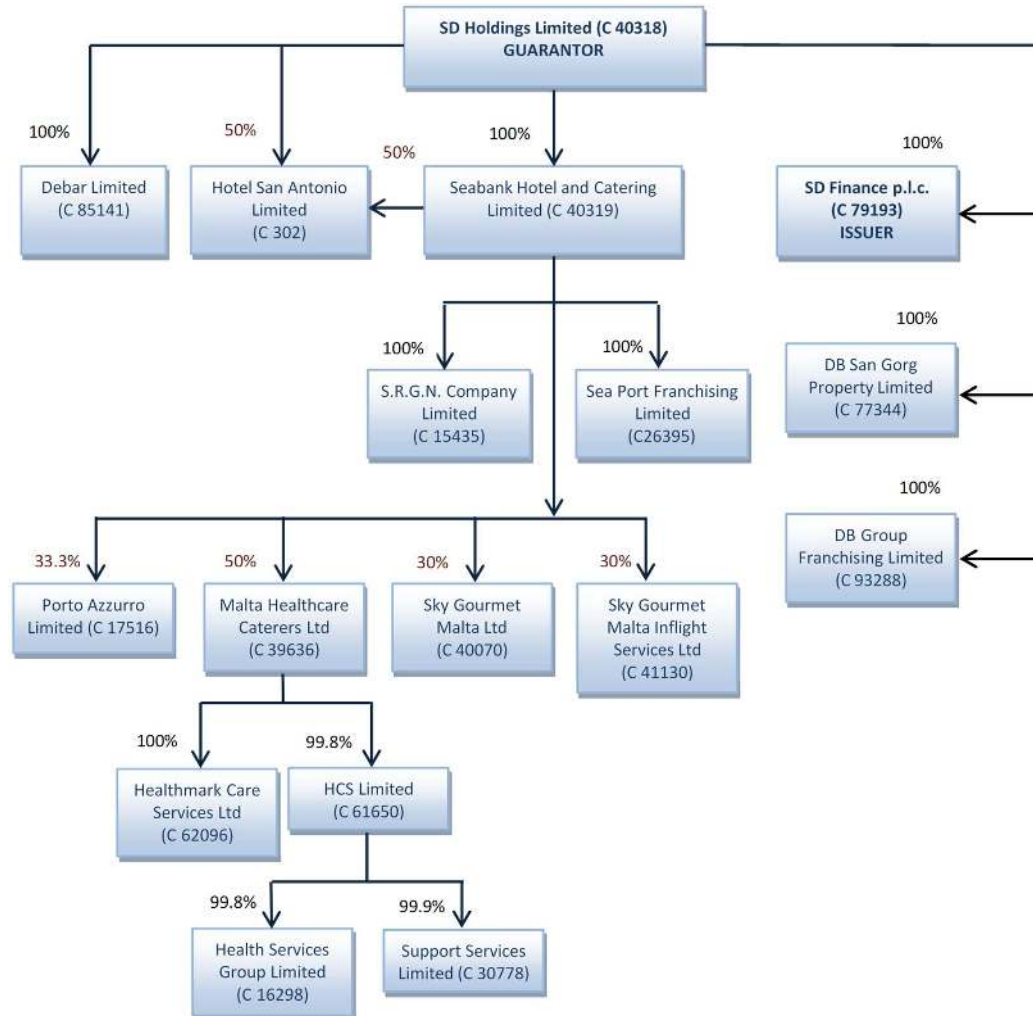 SD Holdings Limited (C 40318)
GUARANTOR
100%
50%
50%
100%
100%
Debar Limited
(C 85141)
Hotel San Antonio
Limited
(C 302)
Seabank Hotel and Catering
Limited (C 40319)
SD Finance p.l.c.
(C 79193)
ISSUER
100%
100%
100%
S.R.G.N. Company
Limited
(C 15435)
Sea Port Franchising
Limited
(C26395)
DB San Gorg
Property Limited
(C 77344)
100%
DB Group
Franchising Limited
(C 93288)
33.3%
50%
30%
30%
Porto Azzurro
Limited (C 17516)
Malta Healthcare
Caterers Ltd
(C 39636)
Sky Gourmet
Malta Ltd
(C 40070)
Sky Gourmet
Malta Inflight
Services Ltd
(C 41130)
100%
99.8%
Healthmark Care
Services Ltd
(C 62096)
HCS Limited
(C 61650)
99.8%
99.9%
Health Services
Group Limited
(C 16298)
Support Services
Limited (C 30778)